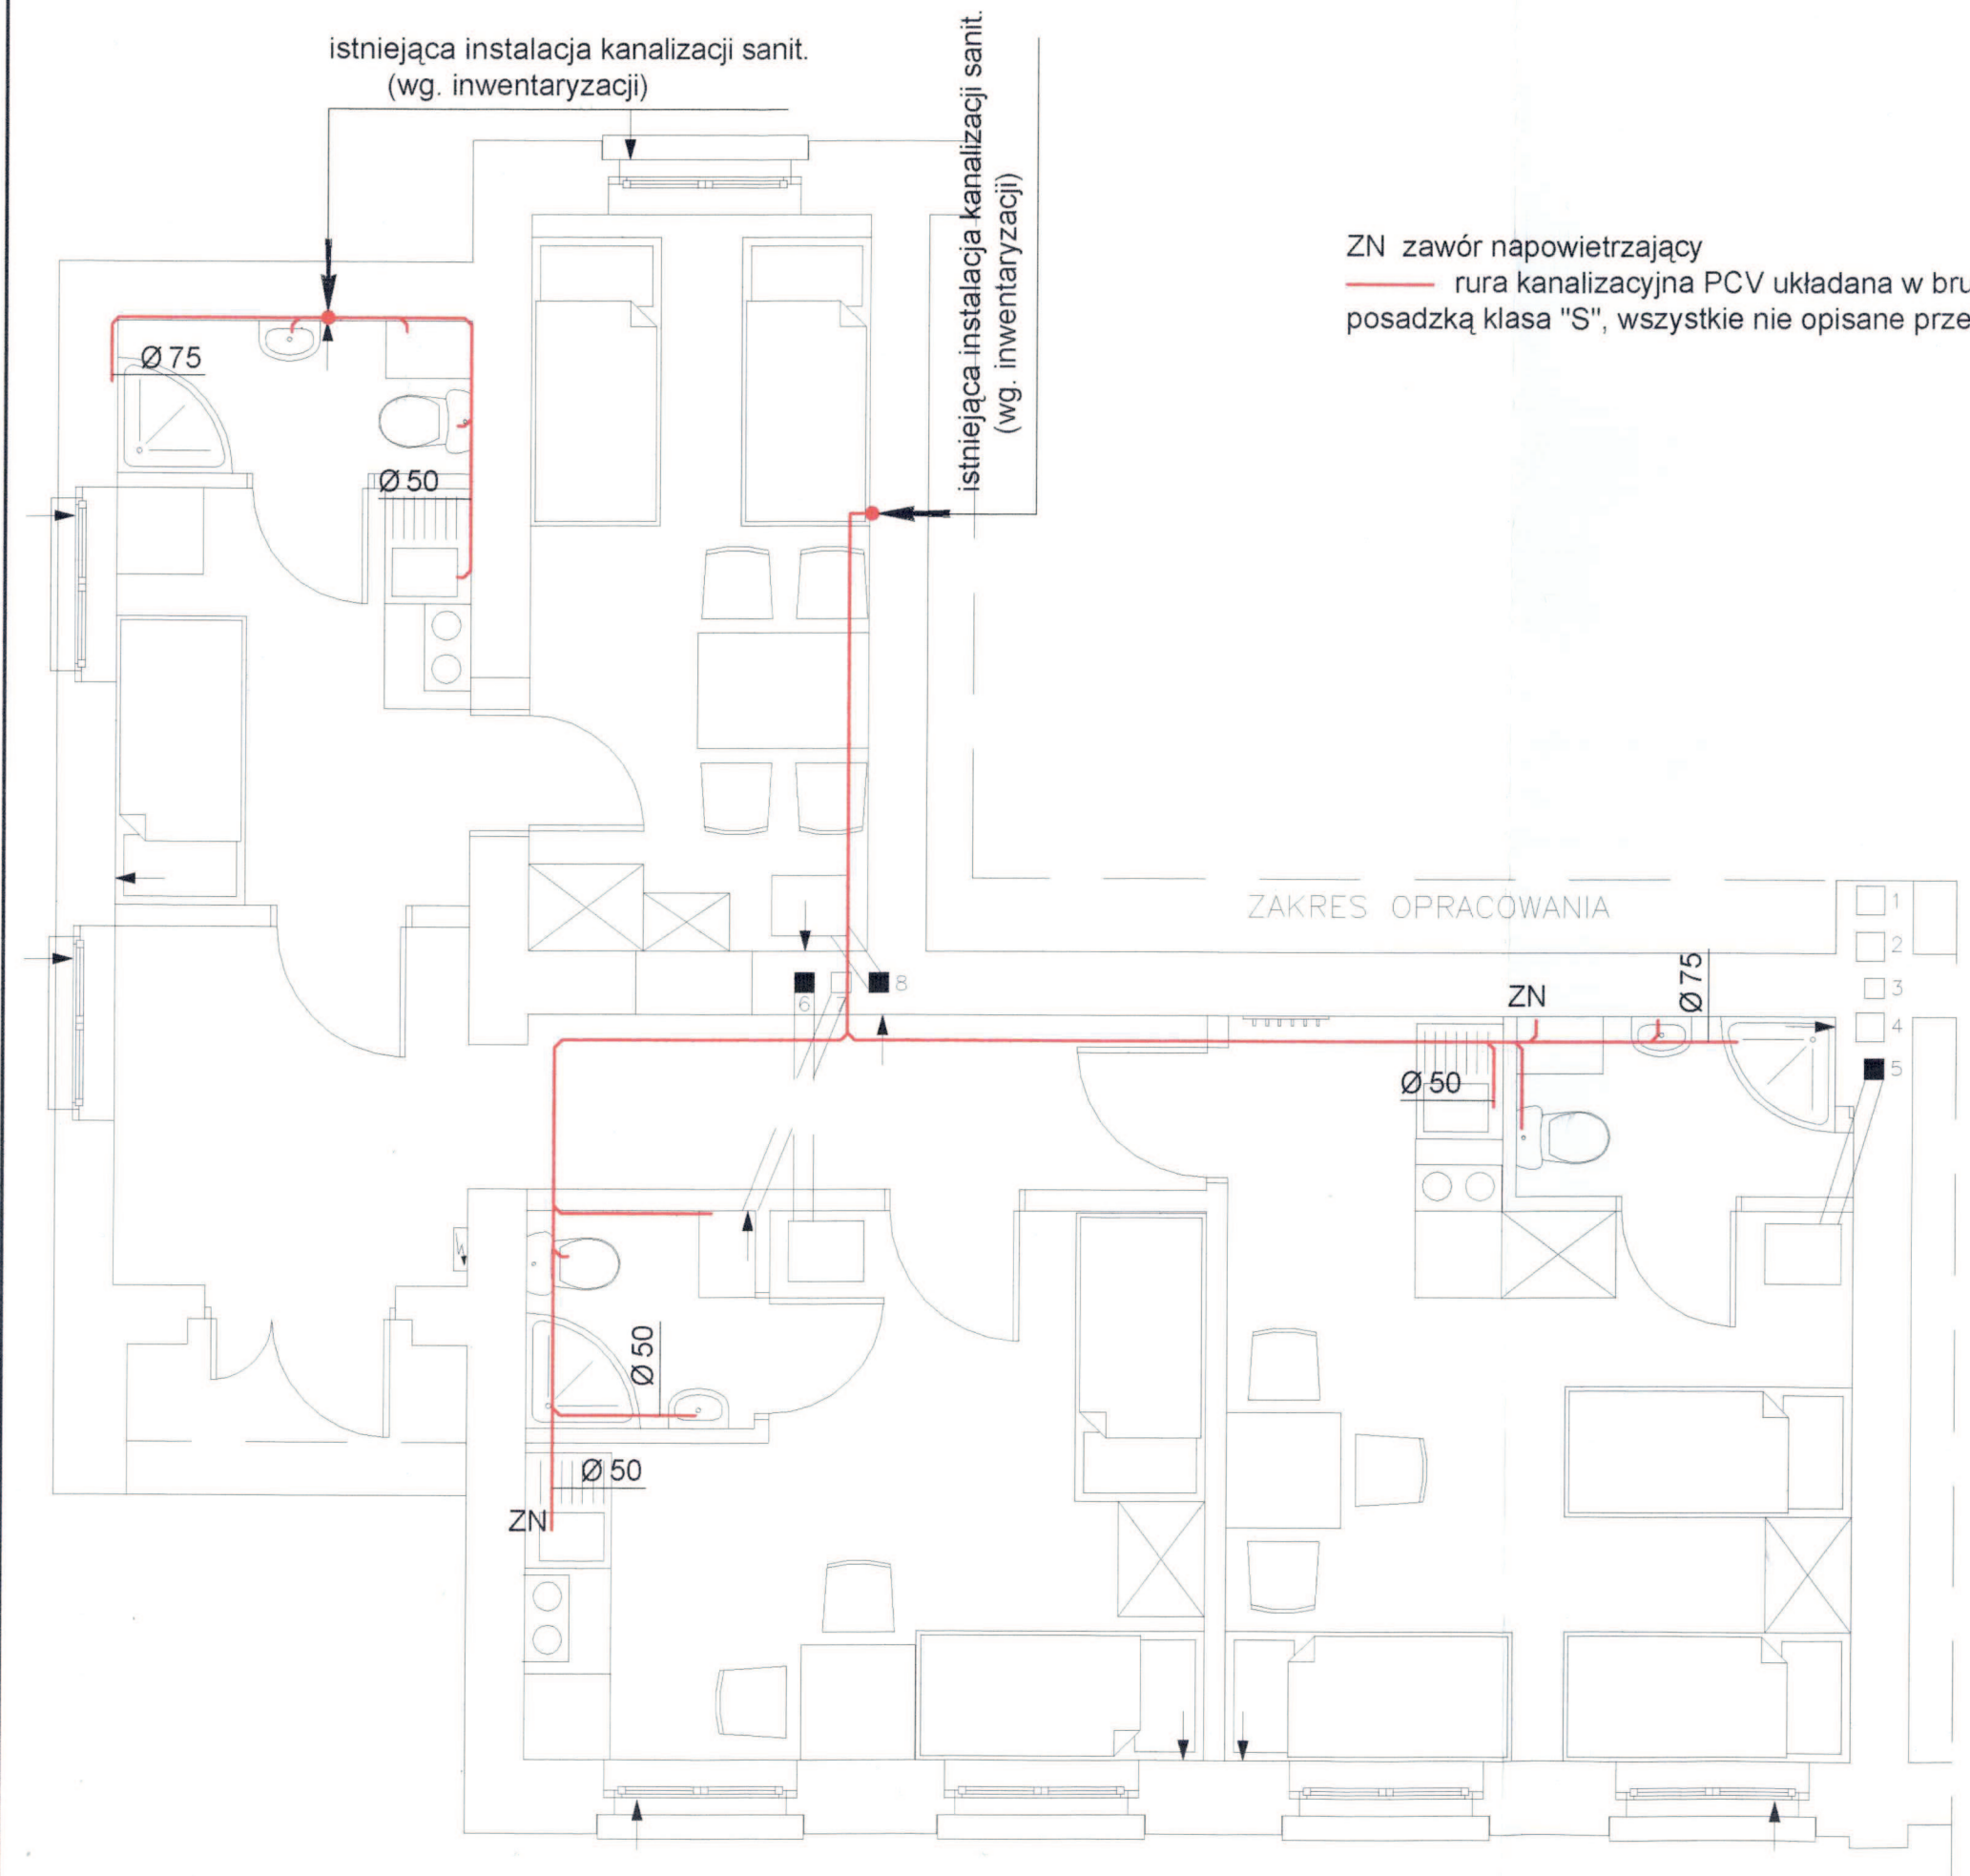 istniejąca instalacja kanalizacji sanit.
(wg. inwentaryzacji)
istniejąca instalacja kanalizacji sanit.
(wg. inwentaryzacji)
ZN zawór napowietrzający
rura kanalizacyjna PCV układana w bru
posadzką klasa "S", wszystkie nie opisane prze
Ø 75
Ø 50
ZAKRES OPRACOWANIA
1
2
3
4
5
6
7
8
ZN
Ø 75
Ø 50
Ø 50
Ø 50
ZN